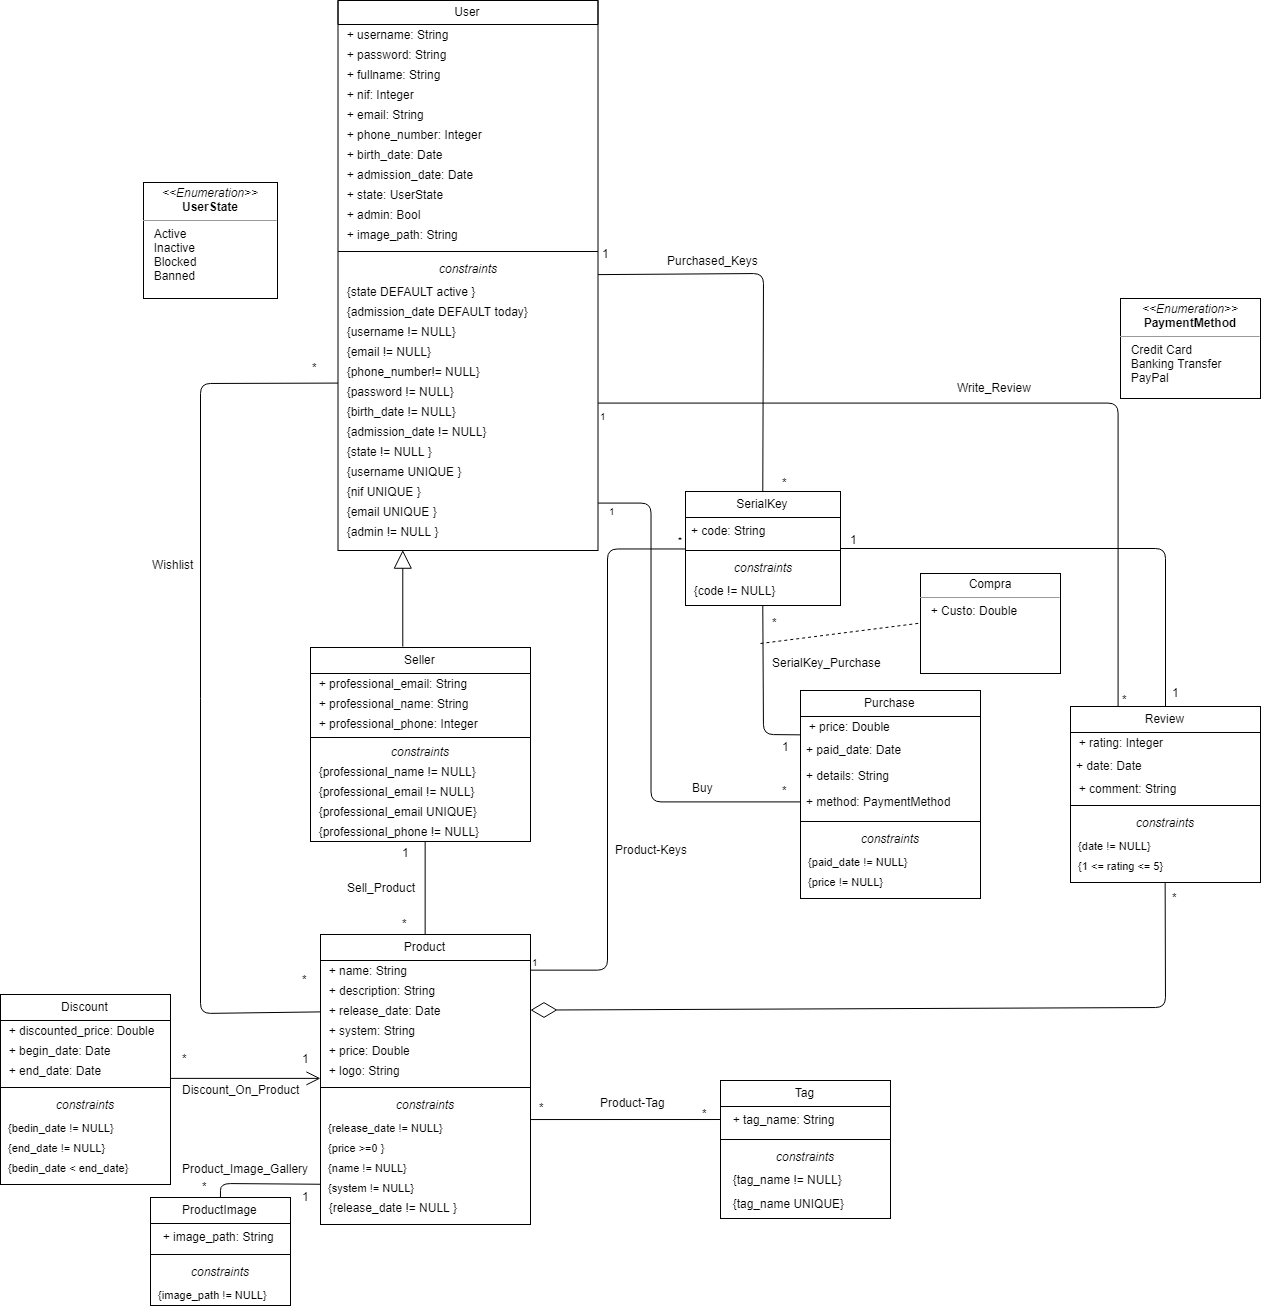 User
+ username: String
+ password: String
+ fullname: String
+ nif: Integer
+ email: String
+ phone_number: Integer
+ birth_date: Date
+ admission_date: Date
+ state: UserState
+ admin: Bool
+ image_path: String
constraints
{state DEFAULT active }
{admission_date DEFAULT today}
{username != NULL}
{email != NULL}
{phone_number!= NULL}
{password != NULL}
{birth_date != NULL}
{admission_date != NULL}
{state != NULL }
{username UNIQUE }
{nif UNIQUE }
{email UNIQUE }
{admin != NULL }
<<Enumeration>>
UserState
Active
Inactive
Blocked
Banned
1
Purchased_Keys
*
<<Enumeration>>
PaymentMethod
Credit Card
Banking Transfer
PayPal
*
Wishlist
*
Write_Review
1
*
1
Buy
*
SerialKey
+ code: String
constraints
{code != NULL}
*
Product-Keys
1
1
1
*
SerialKey_Purchase
1
Compra
+ Custo: Double
Seller
+ professional_email: String
+ professional_name: String
+ professional_phone: Integer
constraints
{professional_name != NULL}
{professional_email != NULL}
{professional_email UNIQUE}
{professional_phone != NULL}
1
Sell_Product
*
Purchase
+ price: Double
+ paid_date: Date
+ details: String
+ method: PaymentMethod
constraints
{paid_date != NULL}
{price != NULL}
Review
+ rating: Integer
+ date: Date
+ comment: String
constraints
{date != NULL}
{1 <= rating <= 5}
*
Product
+ name: String
+ description: String
+ release_date: Date
+ system: String
+ price: Double
+ logo: String
constraints
{release_date != NULL}
{price >=0 }
{name != NULL}
{system != NULL}
{release_date != NULL }
Discount
+ discounted_price: Double
+ begin_date: Date
+ end_date: Date
constraints
{bedin_date != NULL}
{end_date != NULL}
{bedin_date < end_date}
*
1
Discount_On_Product
*
Product-Tag
*
Tag
+ tag_name: String
constraints
{tag_name != NULL}
{tag_name UNIQUE}
Product_Image_Gallery
*
1
ProductImage
+ image_path: String
constraints
{image_path != NULL}